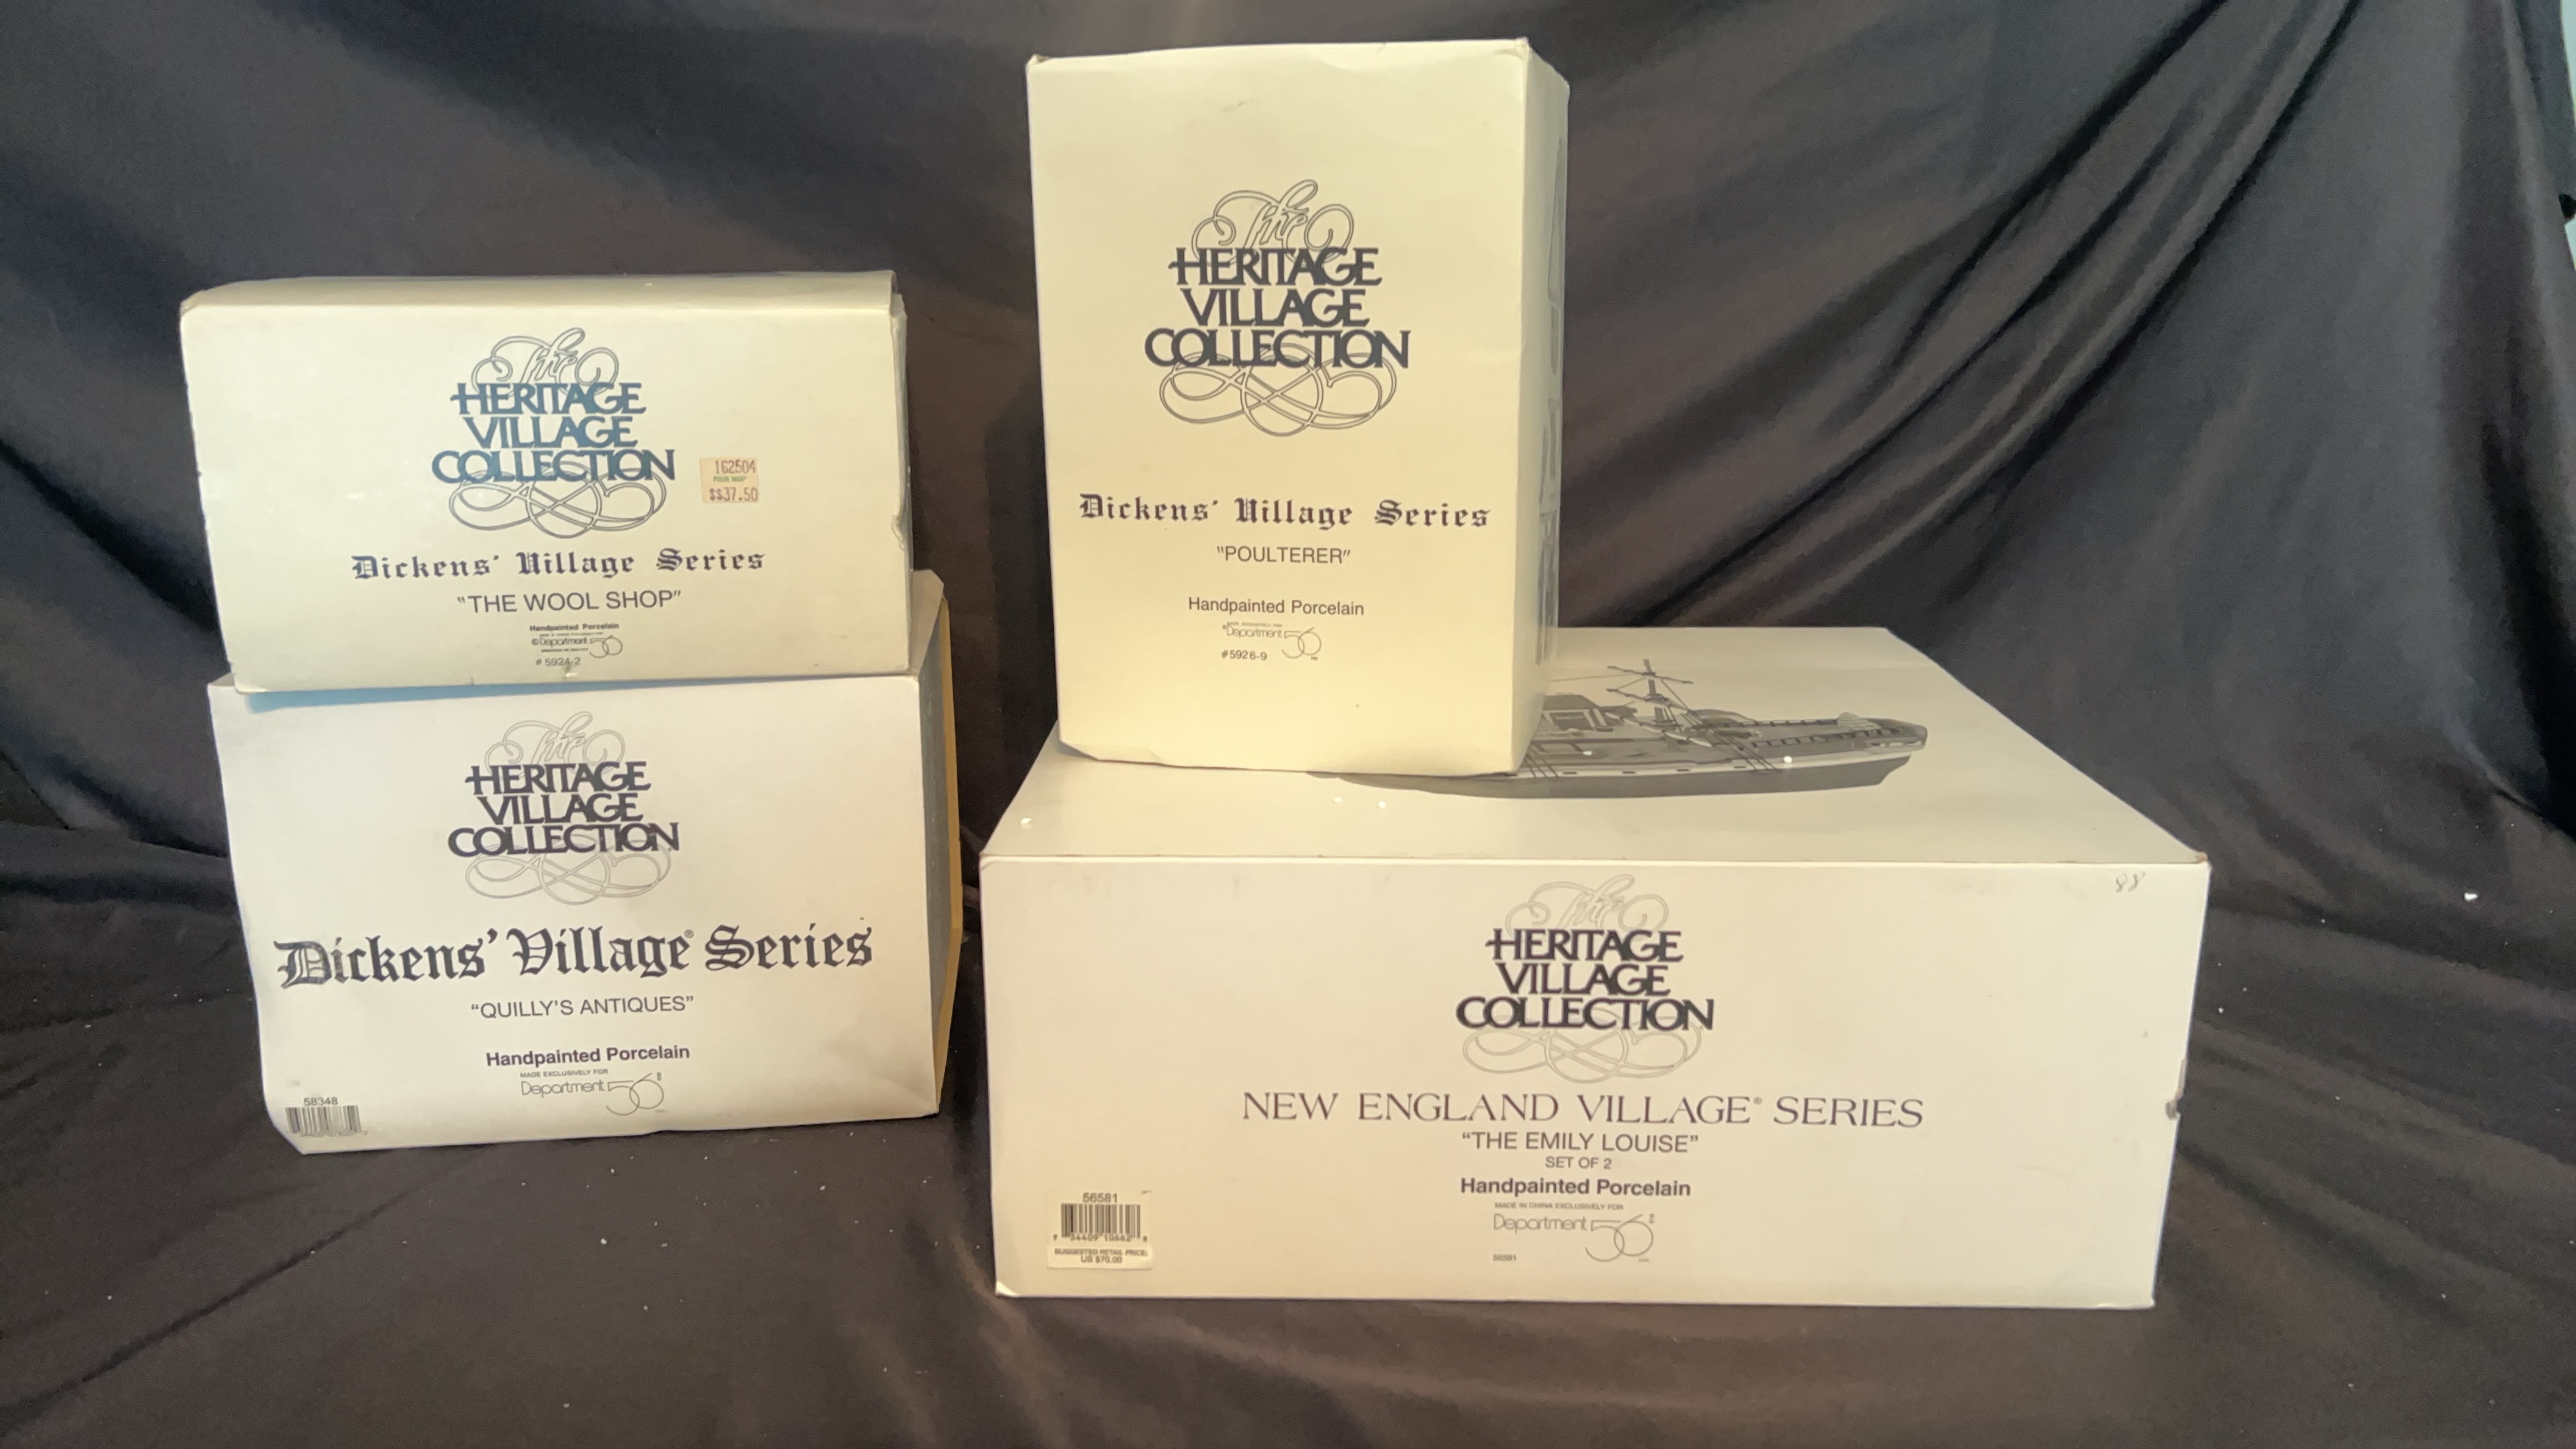 The
HERITAGE
VILLAGE
COLLECTION
162504
$$37.50
Dickens' Village Series
"THE WOOL SHOP"
Handpainted Porcelain
©Department 56
# 5924-2
The
HERITAGE
VILLAGE
COLLECTION
Dickens' Village® Series
"QUILLY'S ANTIQUES"
Handpainted Porcelain
MADE EXCLUSIVELY FOR
Department 56
58348
The
HERITAGE
VILLAGE
COLLECTION
Dickens' Village Series
"POULTERER"
Handpainted Porcelain
Department 56
#5926-9
88
The
HERITAGE
VILLAGE
COLLECTION
NEW ENGLAND VILLAGE® SERIES
"THE EMILY LOUISE"
SET OF 2
Handpainted Porcelain
MADE IN CHINA EXCLUSIVELY FOR
Department 56
56581
56581
SUGGESTED RETAIL PRICE:
US $70.00